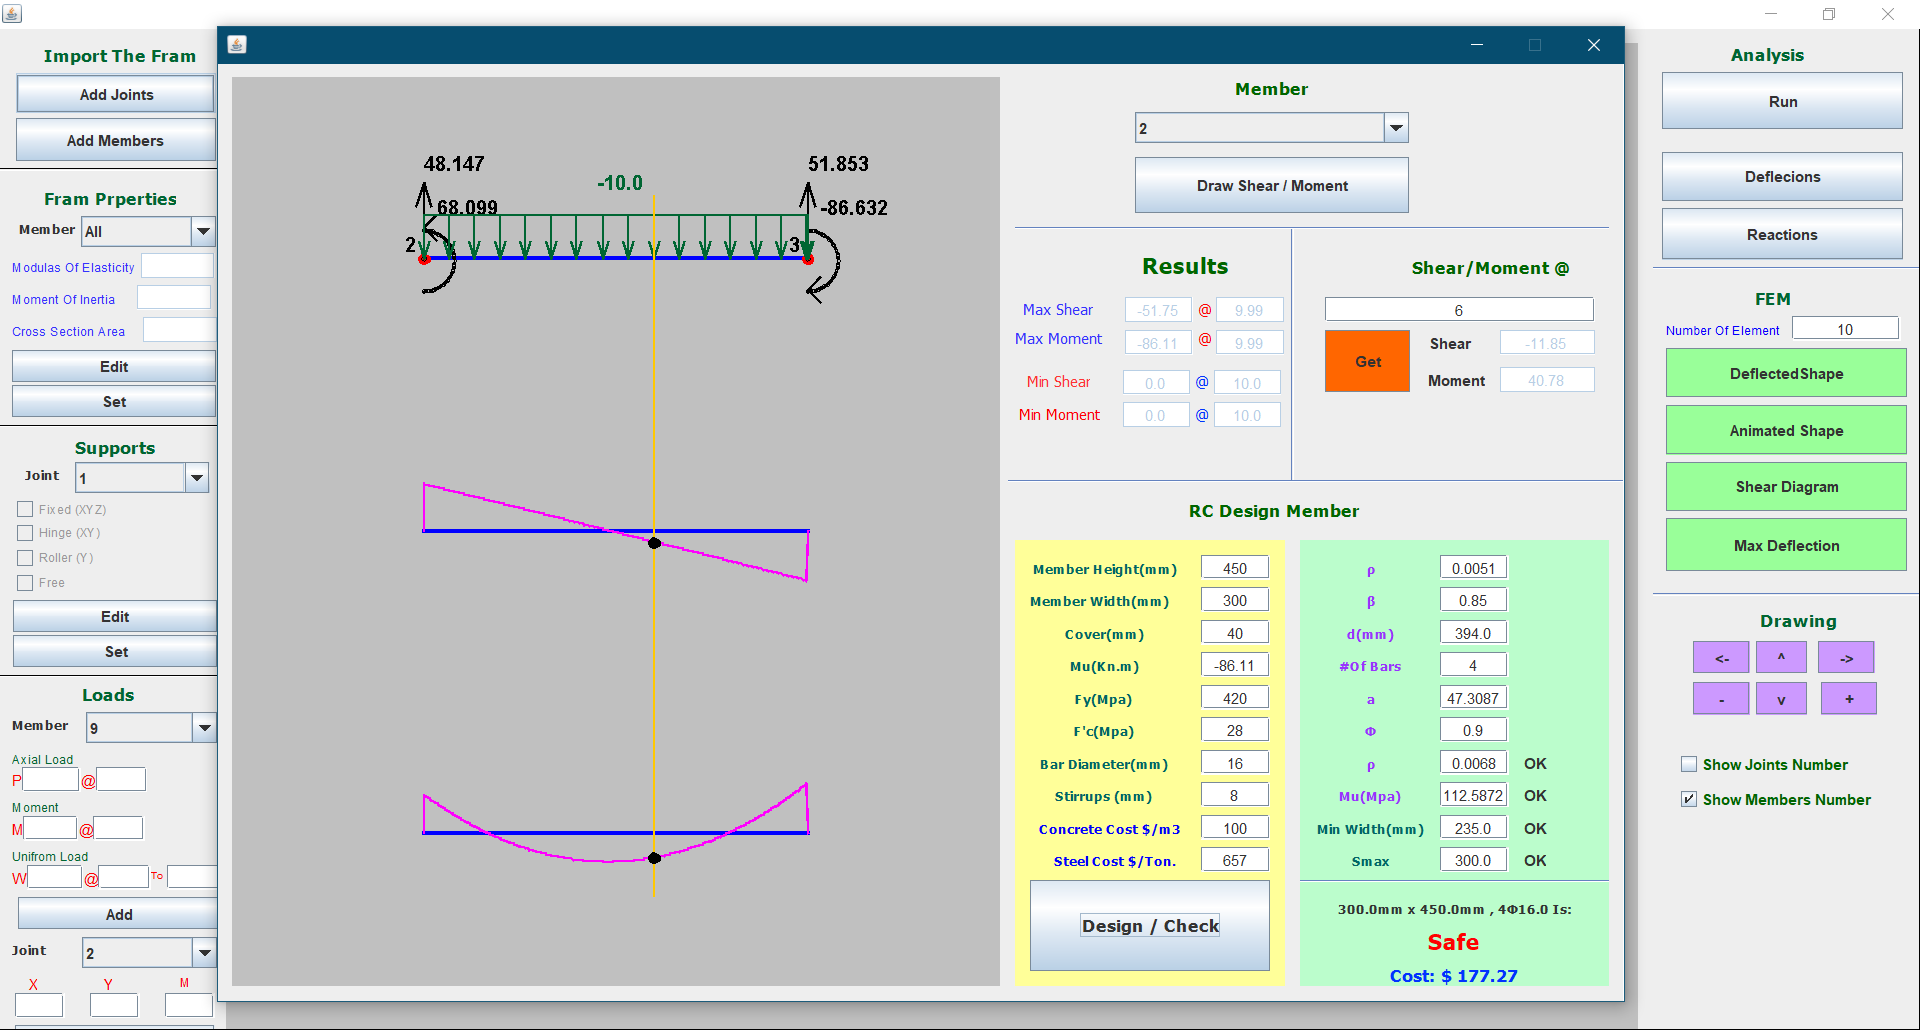 Import The Fram
Add Joints
Add Members
Fram Prperties
Member All
Modulas Of Elasticity
Moment Of Inertia
Cross Section Area
Edit
Set
Supports
Joint 1
Fixed (XYZ)
Hinge (XY)
Roller (Y)
Free
Edit
Set
Loads
Member 9
Axial Load
P @
Moment
M @
Unifrom Load
W @ To
Add
Joint 2
X Y M
48.147
51.853
-10.0
68.099
-86.632
2
3
Member
2
Draw Shear / Moment
Results
Max Shear -51.75 @ 9.99
Max Moment -86.11 @ 9.99
Min Shear 0.0 @ 10.0
Min Moment 0.0 @ 10.0
Shear/Moment @
6
Get
Shear -11.85
Moment 40.78
RC Design Member
Member Height(mm) 450
Member Width(mm) 300
Cover(mm) 40
Mu(Kn.m) -86.11
Fy(Mpa) 420
F'c(Mpa) 28
Bar Diameter(mm) 16
Stirrups (mm) 8
Concrete Cost $/m3 100
Steel Cost $/Ton. 657
Design / Check
ρ 0.0051
β 0.85
d(mm) 394.0
#Of Bars 4
a 47.3087
Φ 0.9
ρ 0.0068 OK
Mu(Mpa) 112.5872 OK
Min Width(mm) 235.0 OK
Smax 300.0 OK
300.0mm x 450.0mm , 4Φ16.0 Is:
Safe
Cost: $ 177.27
Analysis
Run
Deflecions
Reactions
FEM
Number Of Element 10
DeflectedShape
Animated Shape
Shear Diagram
Max Deflection
Drawing
<- ^ ->
- v +
Show Joints Number
Show Members Number